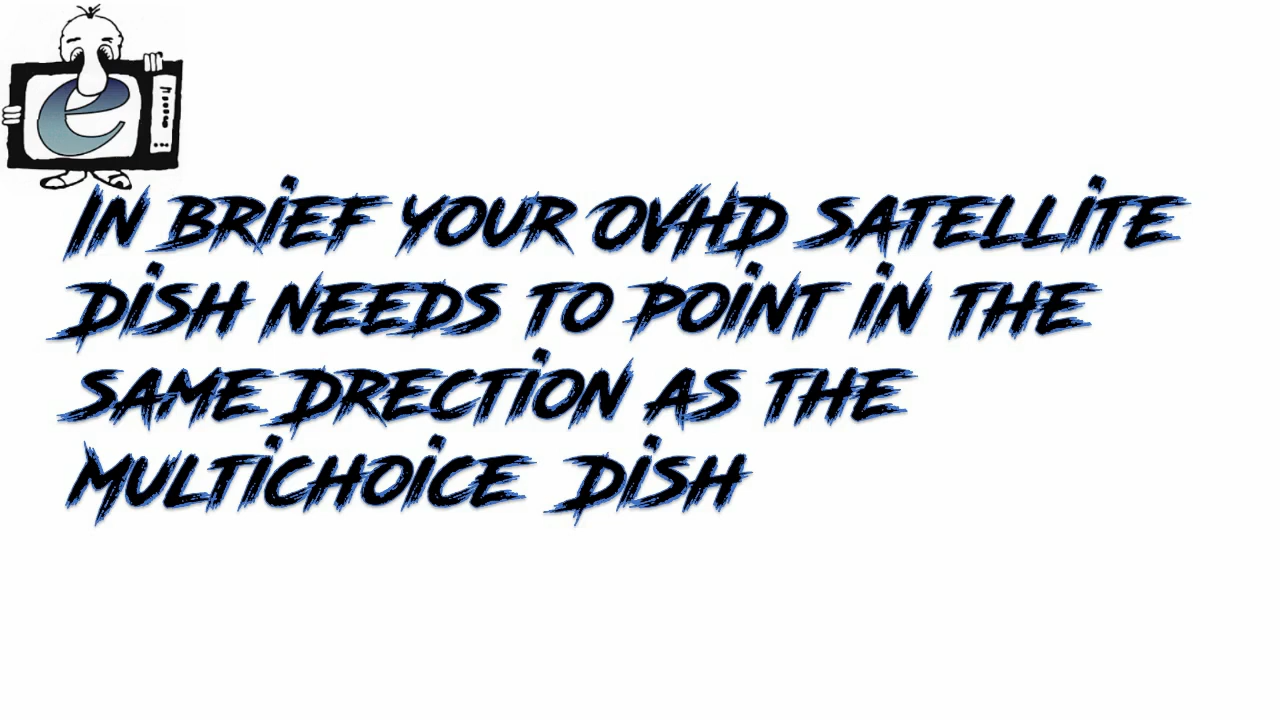 e
IN BRIEF YOUR OVHD SATELLITE
DISH NEEDS TO POINT IN THE
SAME DRECTION AS THE
MULTICHOICE DISH